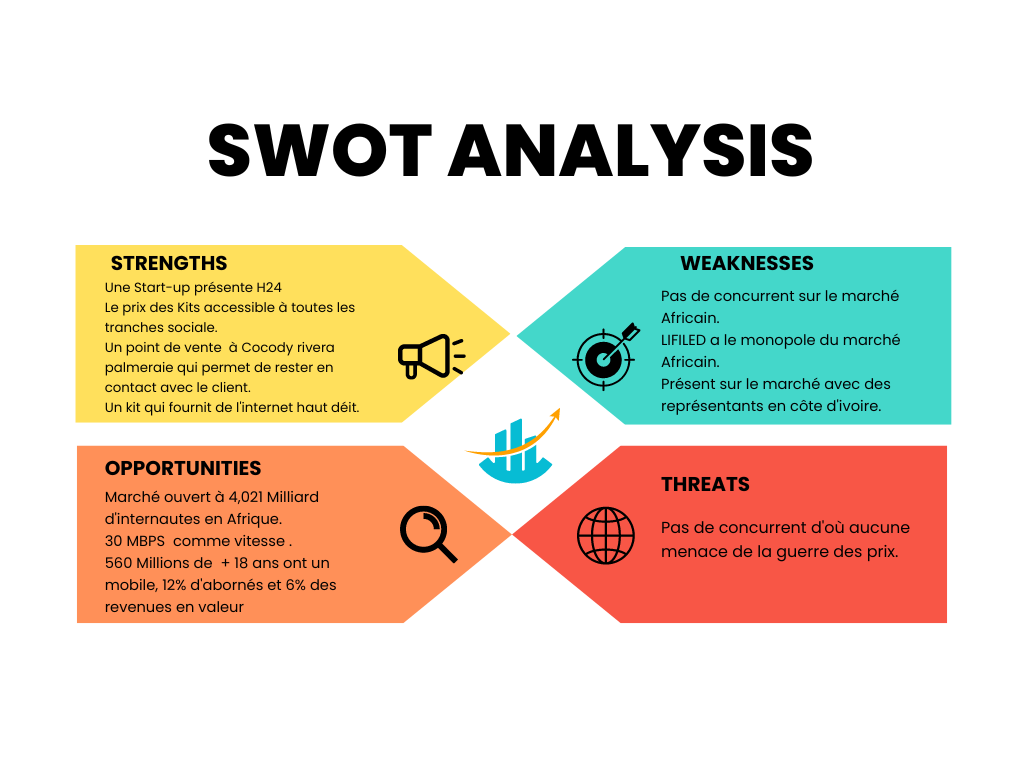 SWOT ANALYSIS
STRENGTHS
Une Start-up présente H24
Le prix des Kits accessible à toutes les
tranches sociale.
Un point de vente à Cocody rivera
palmeraie qui permet de rester en
contact avec le client.
Un kit qui fournit de l'internet haut déit.
WEAKNESSES
Pas de concurrent sur le marché
Africain.
LIFILED a le monopole du marché
Africain.
Présent sur le marché avec des
représentants en côte d'ivoire.
OPPORTUNITIES
Marché ouvert à 4,021 Milliard
d'internautes en Afrique.
30 MBPS comme vitesse .
560 Millions de + 18 ans ont un
mobile, 12% d'abornés et 6% des
revenues en valeur
THREATS
Pas de concurrent d'où aucune
menace de la guerre des prix.